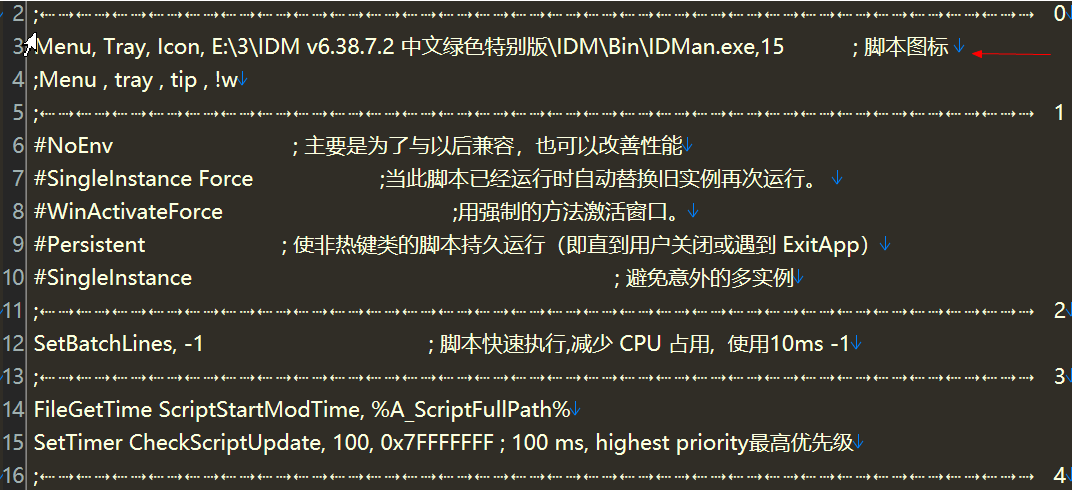 2 ;←--→←--→←--→←--→←--→←--→←--→←--→←--→←--→←--→←--→←--→←--→←--→←--→←--→←--→←--→←--→←--→←--→←--→←--→←--→←--→←--→ 0
3 ;Menu, Tray, Icon, E:\3\IDM v6.38.7.2 中文绿色特别版\IDM\Bin\IDMan.exe,15 ; 脚本图标↓
4 ;Menu , tray , tip , !w↓
5 ;←--→←--→←--→←--→←--→←--→←--→←--→←--→←--→←--→←--→←--→←--→←--→←--→←--→←--→←--→←--→←--→←--→←--→←--→←--→←--→←--→ 1
6 #NoEnv ; 主要是为了与以后兼容，也可以改善性能↓
7 #SingleInstance Force ;当此脚本已经运行时自动替换旧实例再次运行。 ↓
8 #WinActivateForce ;用强制的方法激活窗口。↓
9 #Persistent ; 使非热键类的脚本持久运行（即直到用户关闭或遇到 ExitApp）↓
10 #SingleInstance ; 避免意外的多实例↓
11 ;←--→←--→←--→←--→←--→←--→←--→←--→←--→←--→←--→←--→←--→←--→←--→←--→←--→←--→←--→←--→←--→←--→←--→←--→←--→←--→←--→ 2
12 SetBatchLines, -1 ; 脚本快速执行,减少 CPU 占用，使用10ms -1↓
13 ;←--→←--→←--→←--→←--→←--→←--→←--→←--→←--→←--→←--→←--→←--→←--→←--→←--→←--→←--→←--→←--→←--→←--→←--→←--→←--→←--→ 3
14 FileGetTime ScriptStartModTime, %A_ScriptFullPath%↓
15 SetTimer CheckScriptUpdate, 100, 0x7FFFFFFF ; 100 ms, highest priority最高优先级↓
16 ;←--→←--→←--→←--→←--→←--→←--→←--→←--→←--→←--→←--→←--→←--→←--→←--→←--→←--→←--→←--→←--→←--→←--→←--→←--→←--→←--→ 4